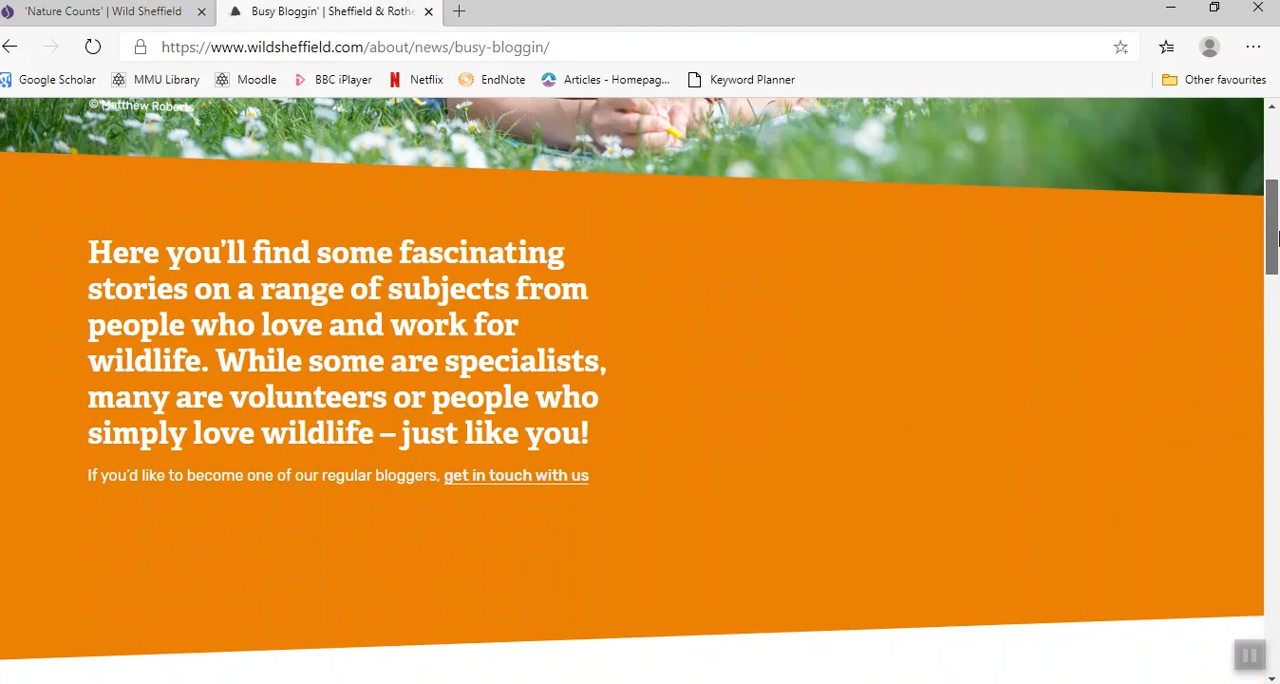 'Nature Counts' | Wild Sheffield
Busy Bloggin' | Sheffield & Rothe
https://www.wildsheffield.com/about/news/busy-bloggin/
Google Scholar
MMU Library
Moodle
BBC iPlayer
Netflix
EndNote
Articles - Homepag...
Keyword Planner
Other favourites
© Matthew Roberts
Here you'll find some fascinating
stories on a range of subjects from
people who love and work for
wildlife. While some are specialists,
many are volunteers or people who
simply love wildlife – just like you!
If you'd like to become one of our regular bloggers, get in touch with us